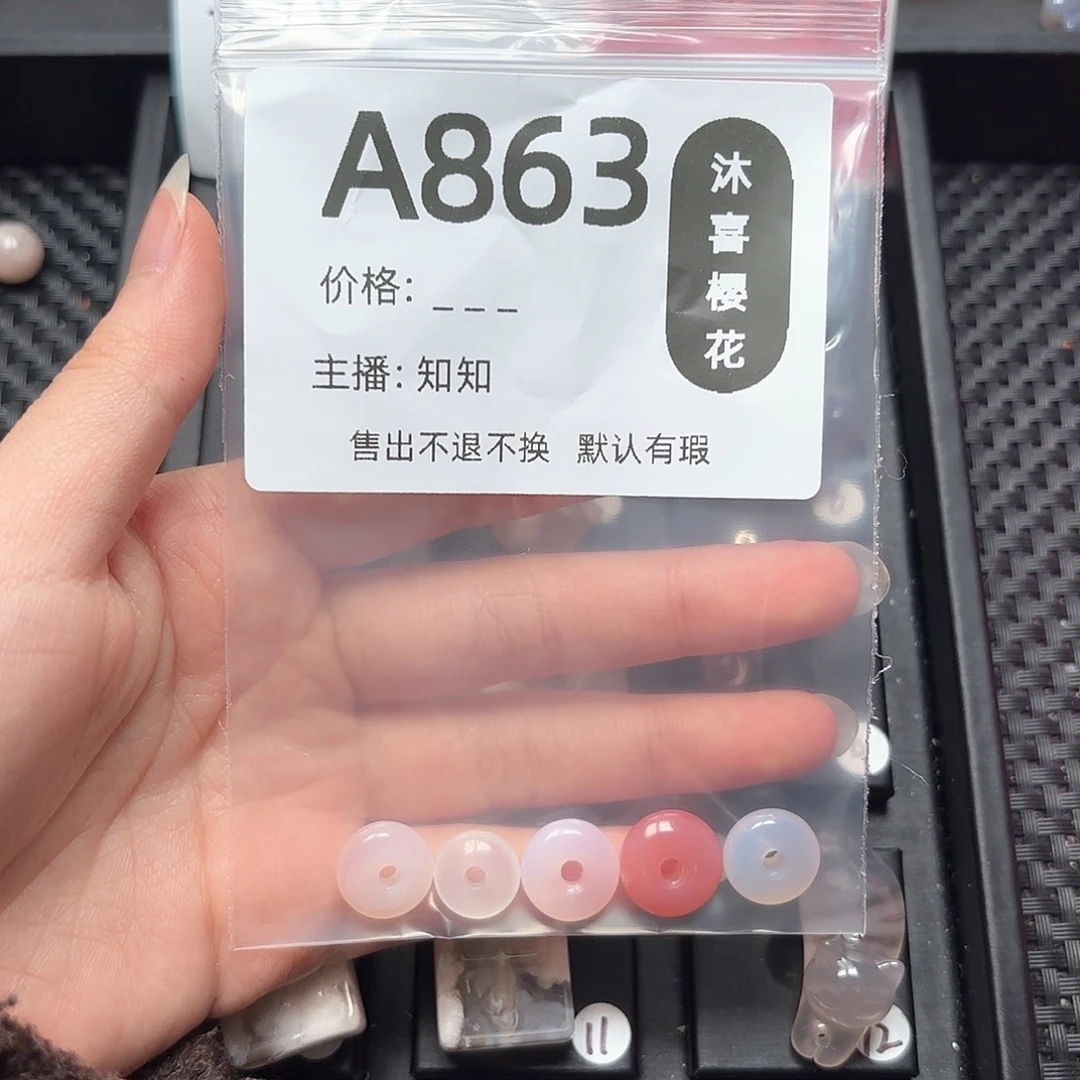 A863
沐喜樱花
价格: _ _ _
主播: 知知
售出不退不换 默认有瑕
11
12